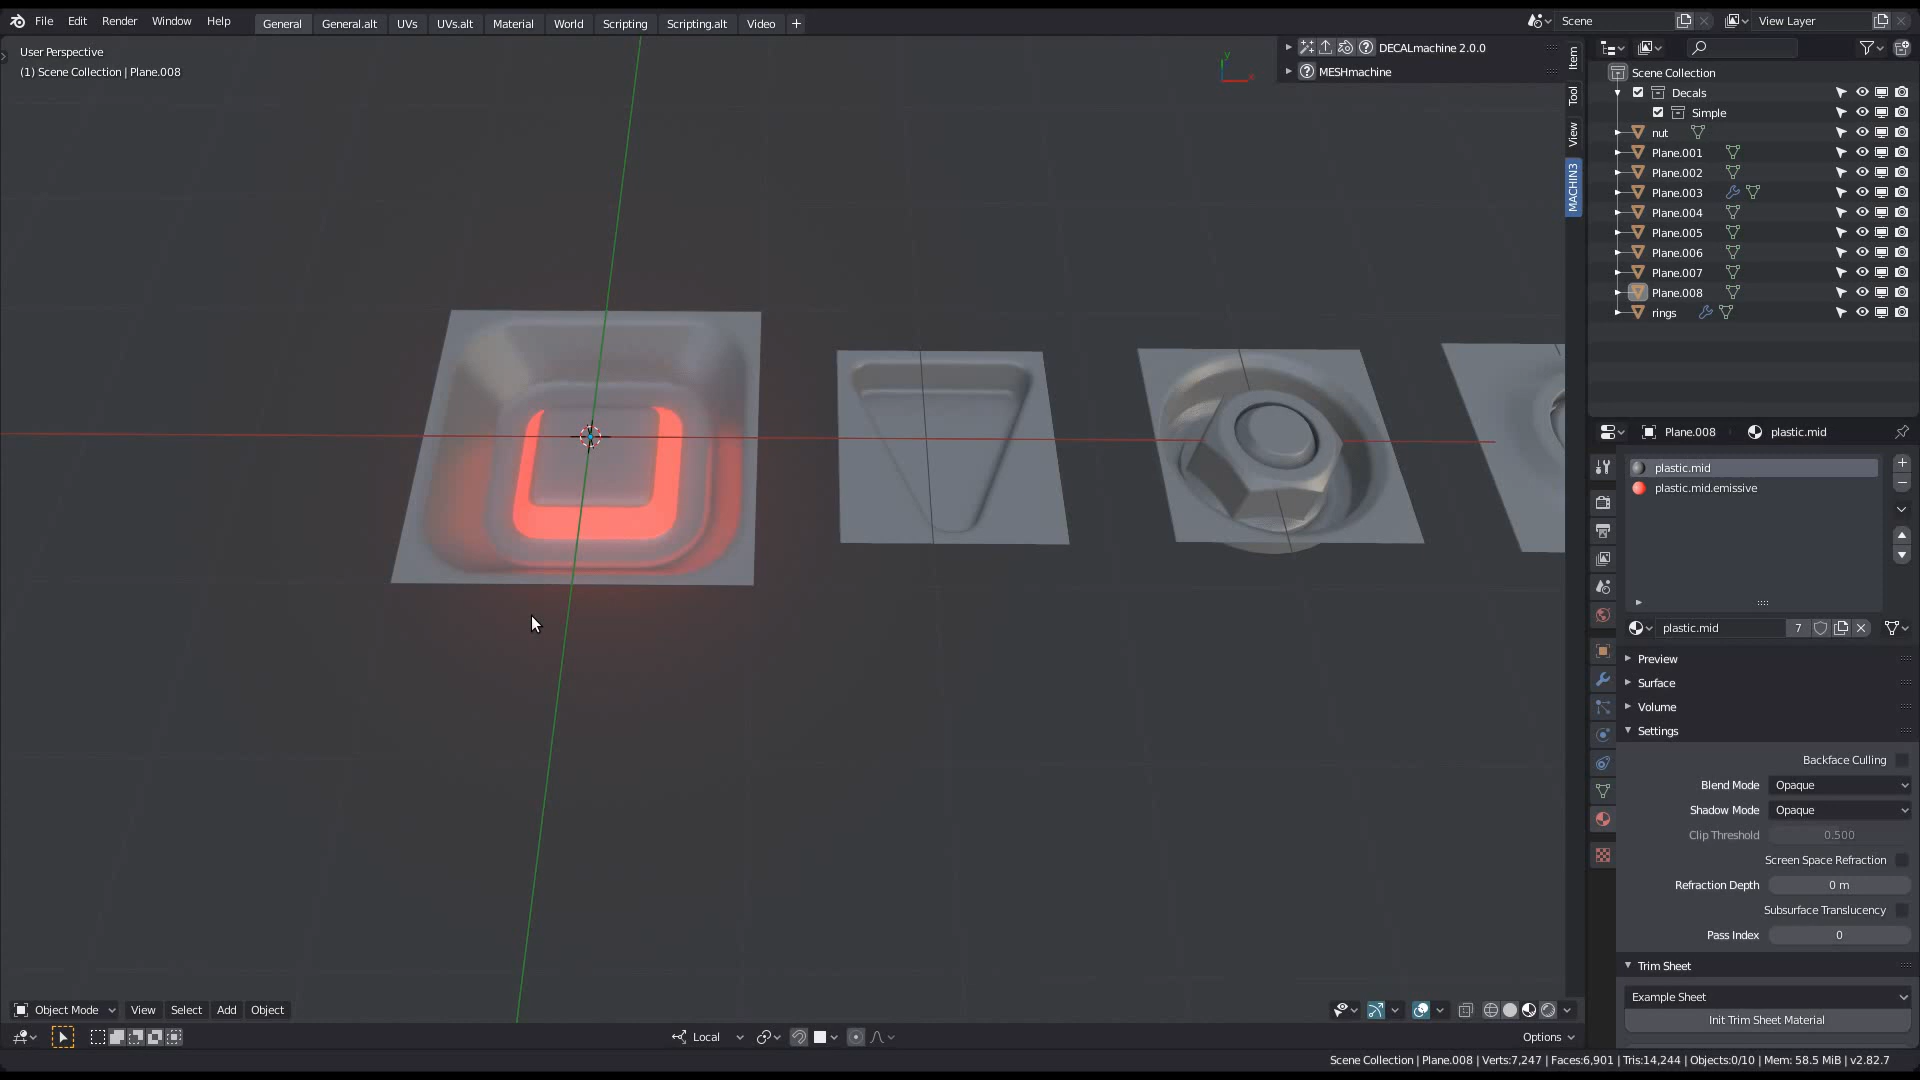 File Edit Render Window Help General General.alt UVs UVs.alt Material World Scripting Scripting.alt Video + Scene View Layer
User Perspective
(1) Scene Collection | Plane.008
DECALmachine 2.0.0
MESHmachine
Y
X
Item
Tool
View
MACHIN3
Scene Collection
Decals
Simple
nut
Plane.001
Plane.002
Plane.003
Plane.004
Plane.005
Plane.006
Plane.007
Plane.008
rings
Plane.008 plastic.mid
plastic.mid
plastic.mid.emissive
plastic.mid 7
Preview
Surface
Volume
Settings
Backface Culling
Blend Mode Opaque
Shadow Mode Opaque
Clip Threshold 0.500
Screen Space Refraction
Refraction Depth 0 m
Subsurface Translucency
Pass Index 0
Trim Sheet
Example Sheet
Init Trim Sheet Material
Object Mode View Select Add Object
Local Options
Scene Collection | Plane.008 | Verts:7,247 | Faces:6,901 | Tris:14,244 | Objects:0/10 | Mem: 58.5 MiB | v2.82.7